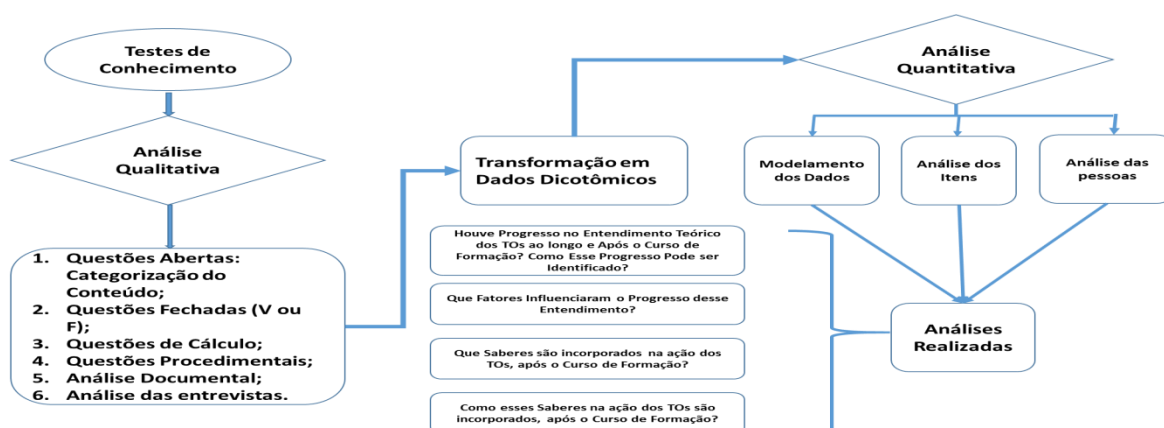 Testes de
Conhecimento
Análise
Qualitativa
1. Questões Abertas:
Categorização do
Conteúdo;
2. Questões Fechadas (V ou
F);
3. Questões de Cálculo;
4. Questões Procedimentais;
5. Análise Documental;
6. Análise das entrevistas.
Transformação em
Dados Dicotômicos
Análise
Quantitativa
Modelamento
dos Dados
Análise dos
Itens
Análise das
pessoas
Houve Progresso no Entendimento Teórico
dos TOs ao longo e Após o Curso de
Formação? Como Esse Progresso Pode ser
Identificado?
Que Fatores Influenciaram o Progresso desse
Entendimento?
Que Saberes são incorporados na ação dos
TOs, após o Curso de Formação?
Como esses Saberes na ação dos TOs são
incorporados, após o Curso de Formação?
Análises
Realizadas